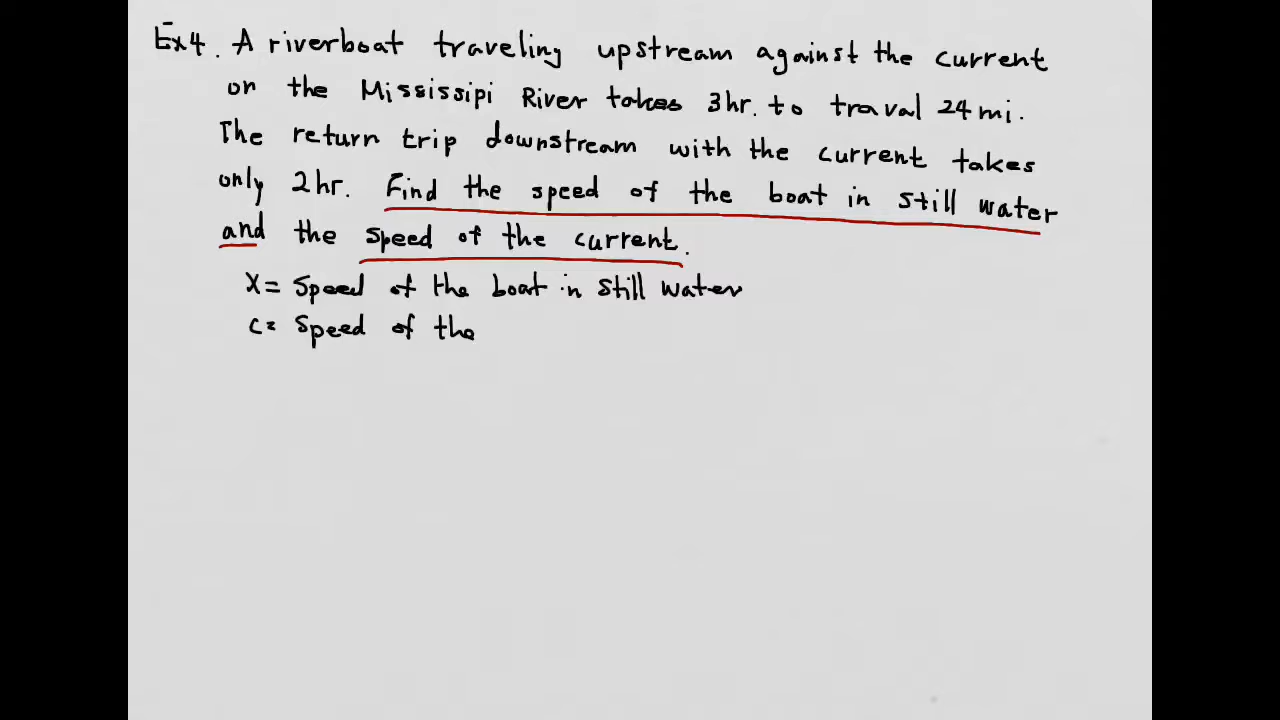 Ex4. A riverboat traveling upstream against the current
on the Mississipi River takes 3hr. to traval 24 mi.
The return trip downstream with the current takes
only 2hr. Find the speed of the boat in still water
and the speed of the current.
X = Speed of the boat in still water
c = Speed of the